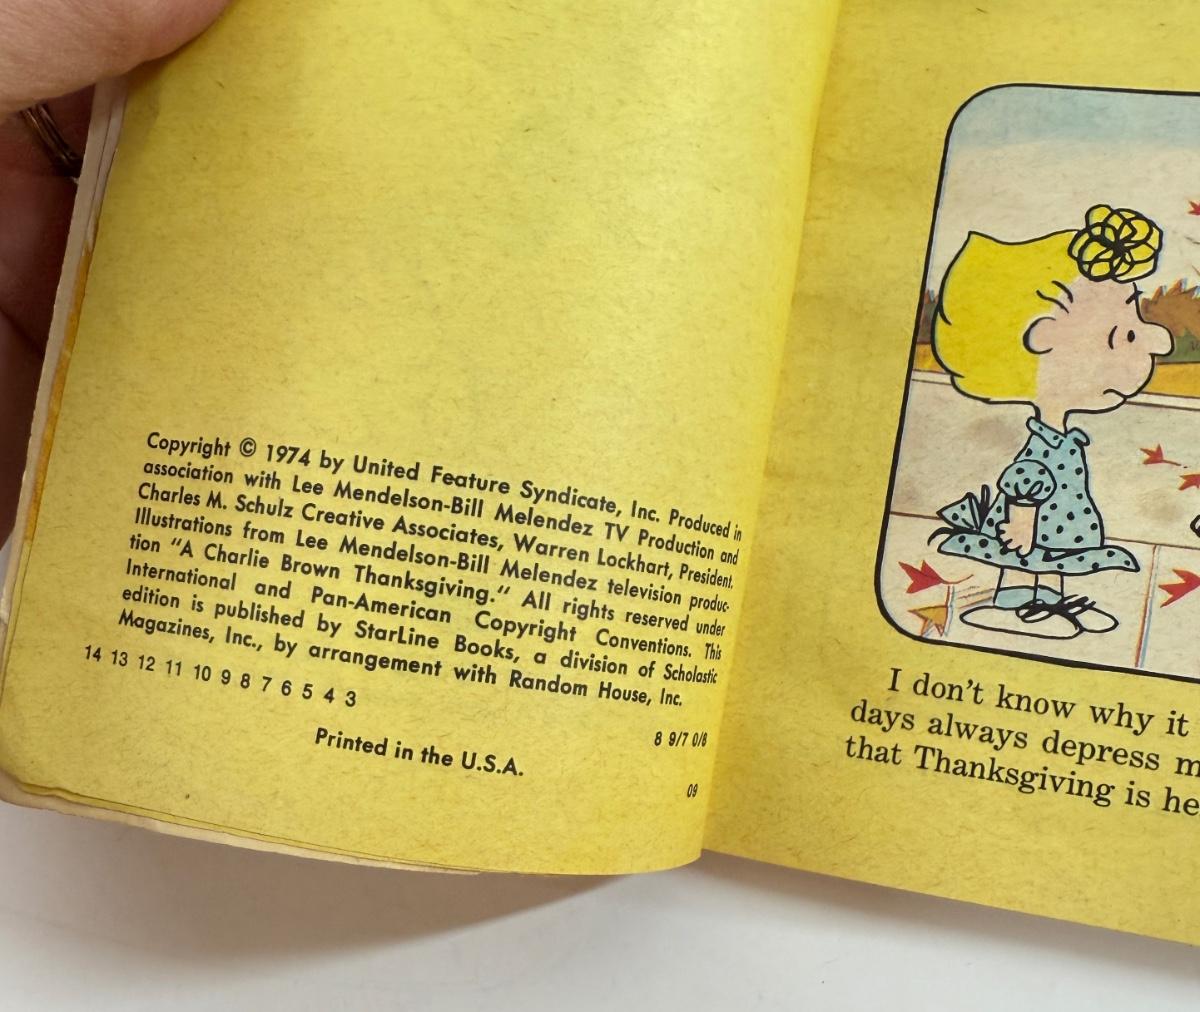 Copyright © 1974 by United Feature Syndicate, Inc. Produced in
association with Lee Mendelson-Bill Melendez TV Production and
Charles M. Schulz Creative Associates, Warren Lockhart, President.
Illustrations from Lee Mendelson-Bill Melendez television produc-
tion "A Charlie Brown Thanksgiving." All rights reserved under
International and Pan-American Copyright Conventions. This
edition is published by StarLine Books, a division of Scholastic
Magazines, Inc., by arrangement with Random House, Inc.
14 13 12 11 10 9 8 7 6 5 4 3
8 9/7 0/8
Printed in the U.S.A.
09
I don't know why it
days always depress m
that Thanksgiving is he